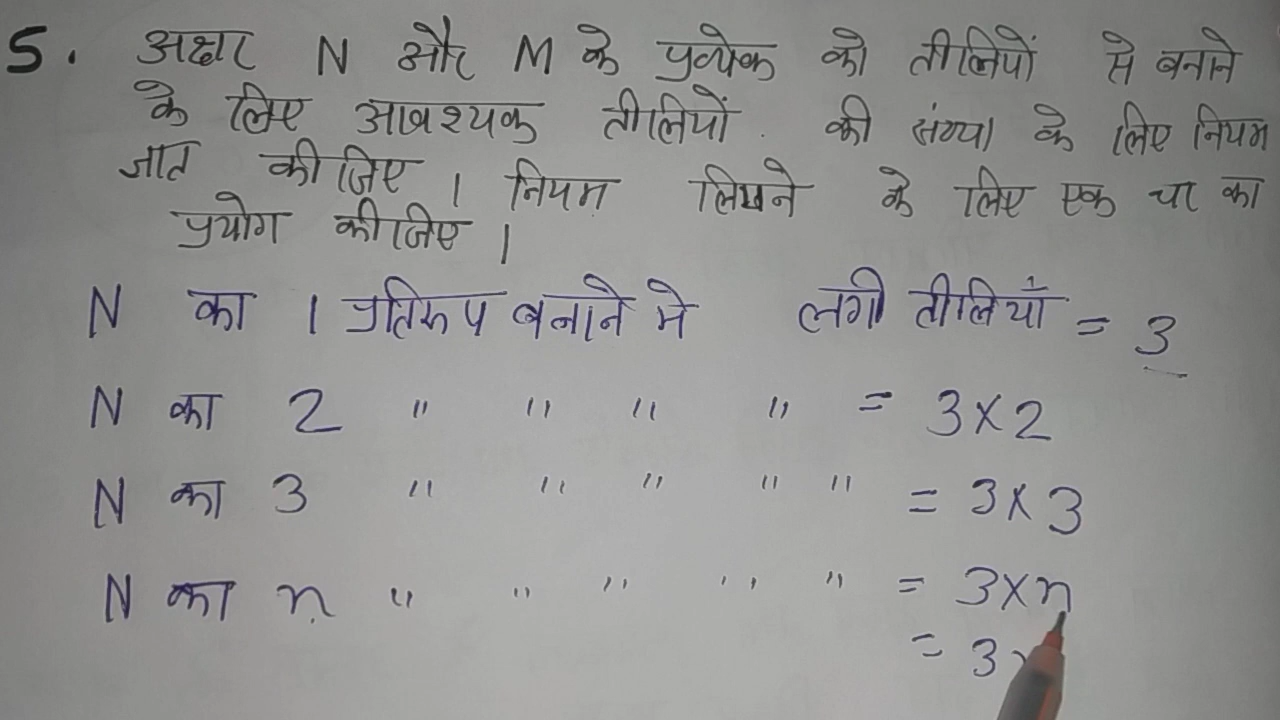 5. अक्षर N और M के प्रत्येक को तीलियों से बनाने
के लिए आवश्यक तीलियों . की संख्या के लिए नियम
ज्ञात कीजिए । नियम लिखने के लिए एक चर का
प्रयोग कीजिए ।
N का 1 प्रतिरूप बनाने मे लगी तीलियाँ = 3
N का 2 " " " " = 3×2
N का 3 " " " " " = 3×3
N का n " " " " " = 3×n
= 3